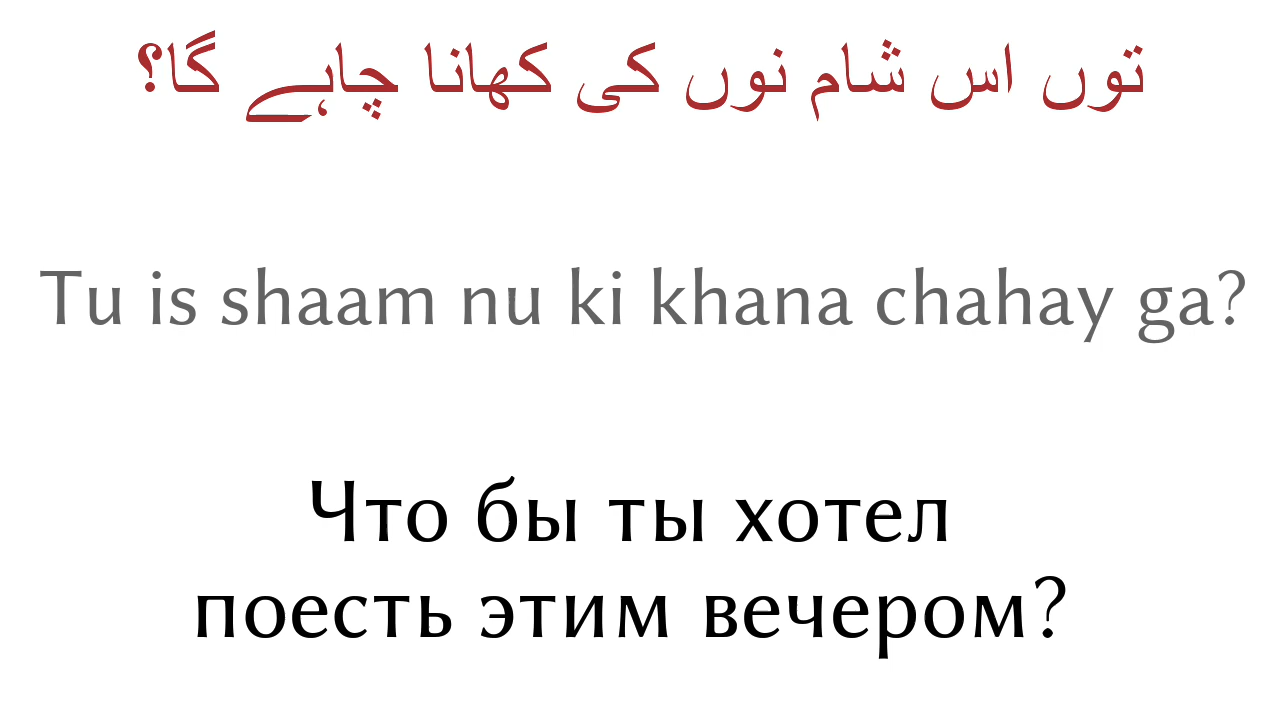 توں اس شام نوں کی کھانا چاہے گا؟
Tu is shaam nu ki khana chahay ga?
Что бы ты хотел
поесть этим вечером?